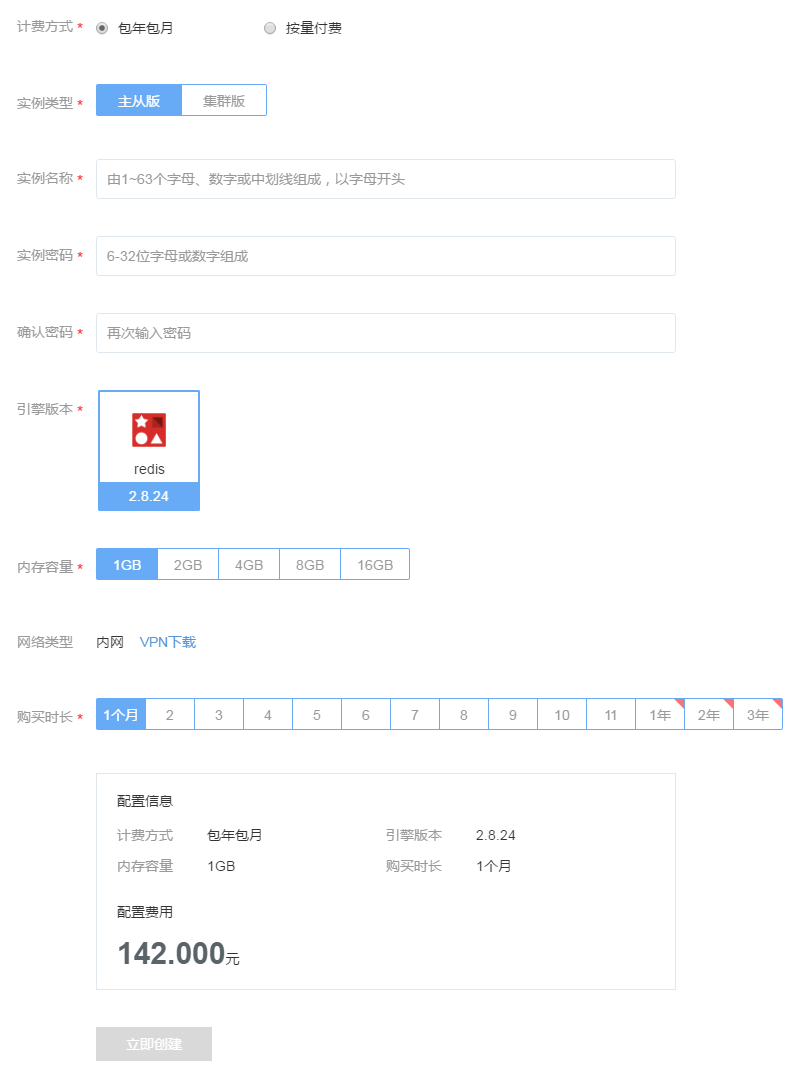 计费方式 * 包年包月 按量付费
实例类型 * 主从版 集群版
实例名称 * 由1~63个字母、数字或中划线组成，以字母开头
实例密码 * 6-32位字母或数字组成
确认密码 * 再次输入密码
引擎版本 *
redis
2.8.24
内存容量 * 1GB 2GB 4GB 8GB 16GB
网络类型 内网 VPN下载
购买时长 * 1个月 2 3 4 5 6 7 8 9 10 11 1年 2年 3年
配置信息
计费方式 包年包月 引擎版本 2.8.24
内存容量 1GB 购买时长 1个月
配置费用
142.000元
立即创建